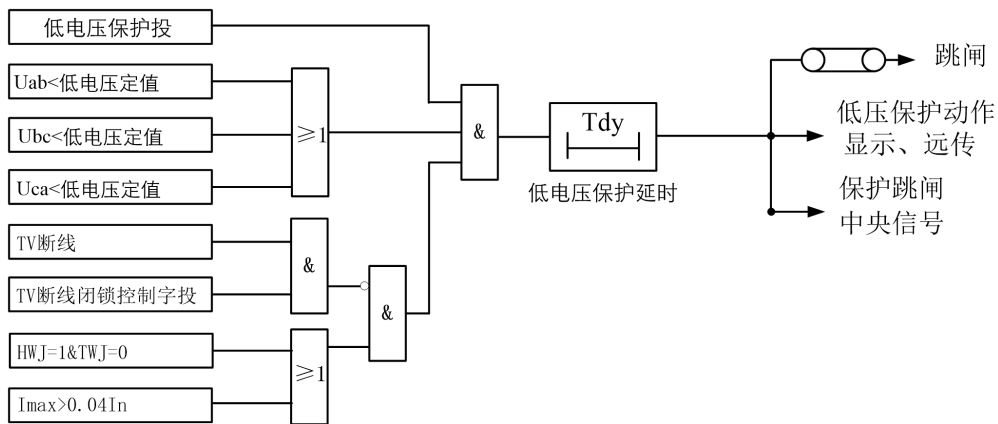 低电压保护投
Uab<低电压定值
Ubc<低电压定值
Uca<低电压定值
TV断线
TV断线闭锁控制字投
HWJ=1&TWJ=0
Imax>0.04In
≥1
&
≥1
&
&
Tdy
低电压保护延时
跳闸
低压保护动作
显示、远传
保护跳闸
中央信号